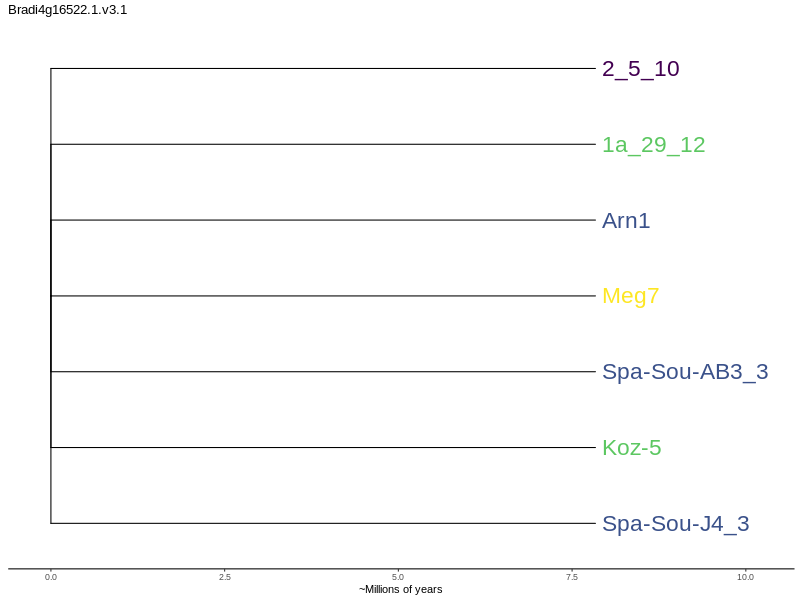 Bradi4g16522.1.v3.1
2_5_10
1a_29_12
Arn1
Meg7
Spa-Sou-AB3_3
Koz-5
Spa-Sou-J4_3
0.0 2.5 5.0 7.5 10.0
~Millions of years